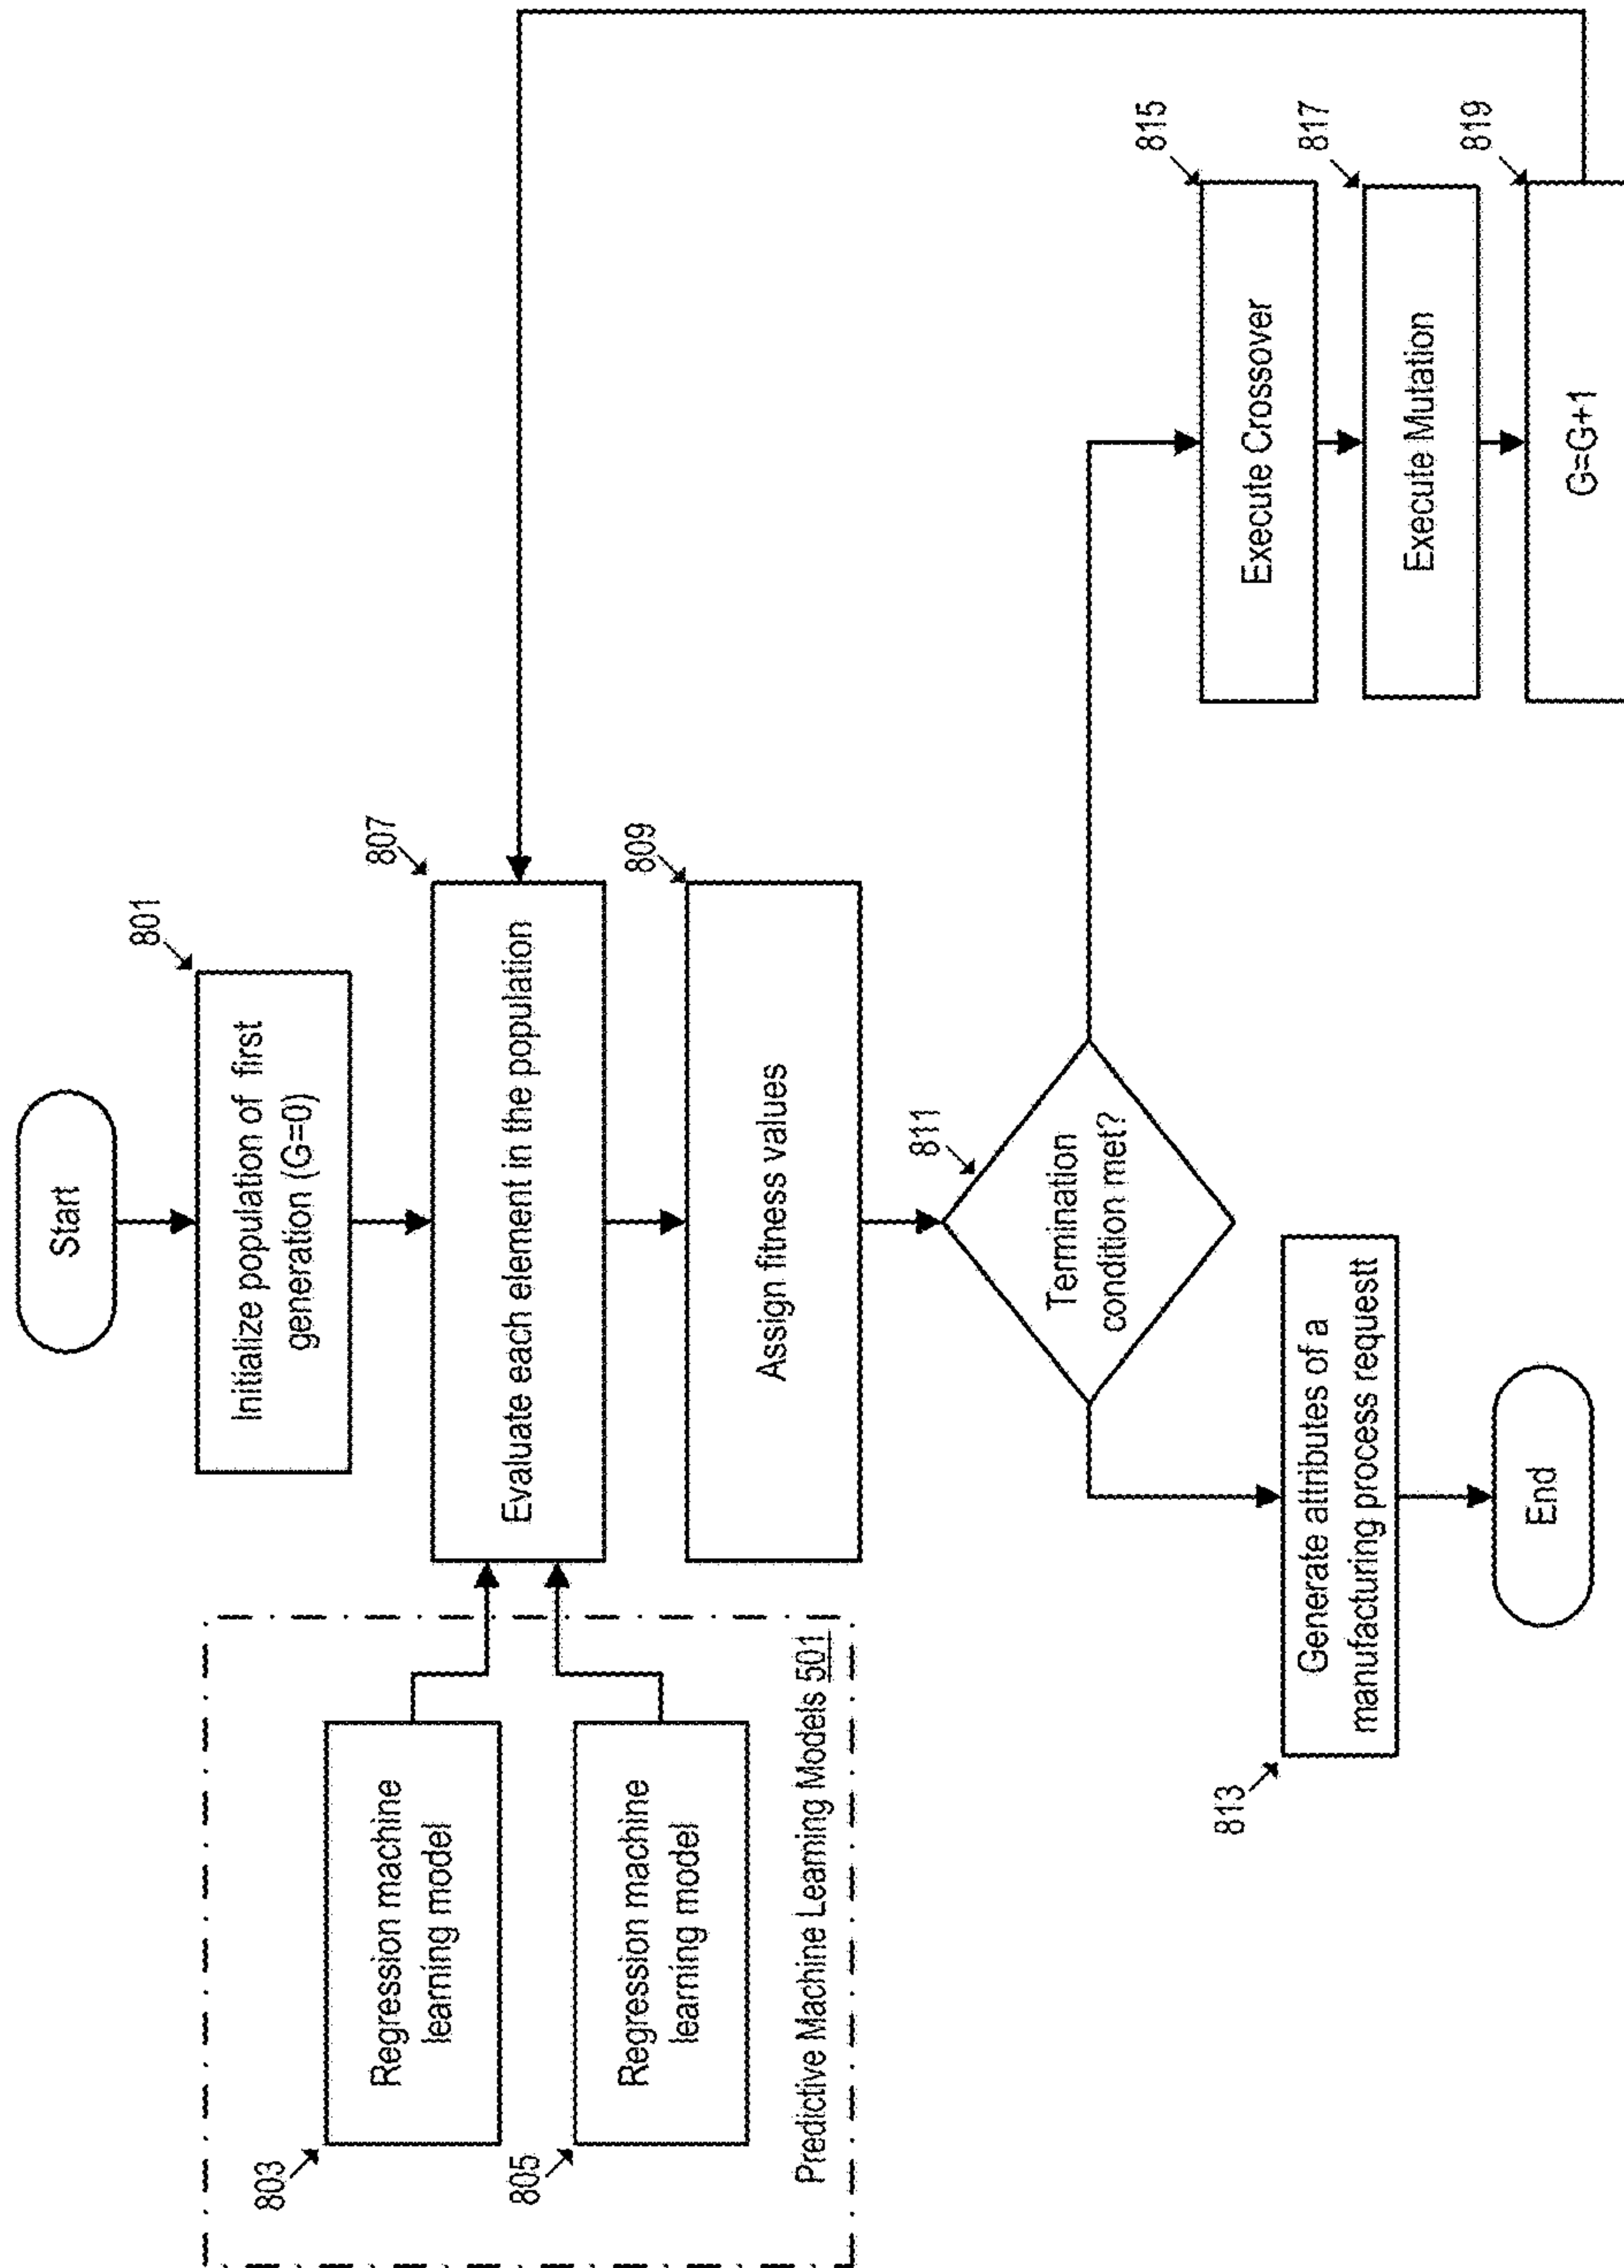 Start
801
Initialize population of first
generation (G=0)
807
Evaluate each element in the population
803
Regression machine
learning model
805
Regression machine
learning model
Predictive Machine Learning Models 501
809
Assign fitness values
811
Termination
condition met?
813
Generate attributes of a
manufacturing process requestt
End
815
Execute Crossover
817
Execute Mutation
819
G=G+1